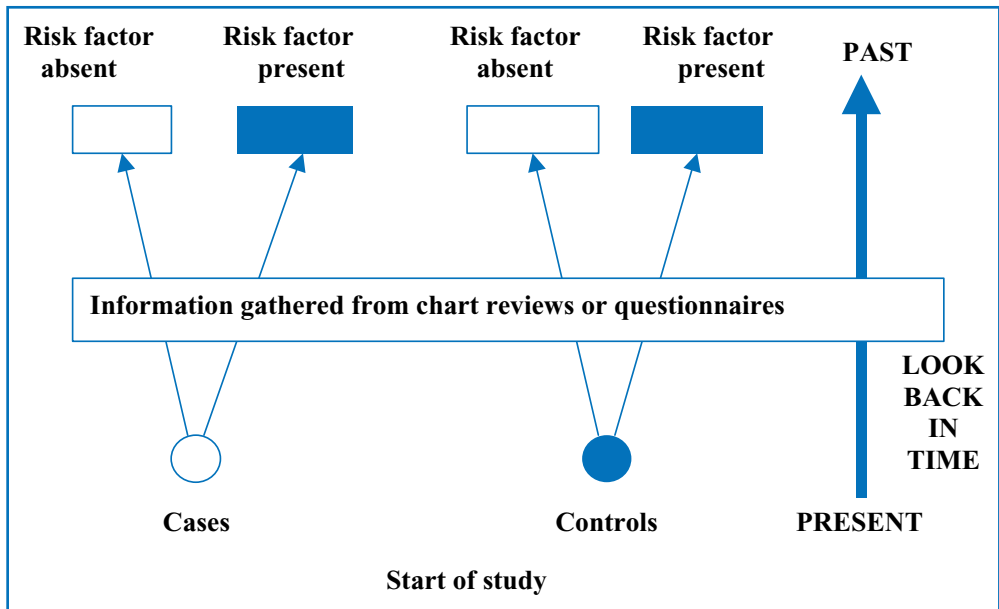 Risk factor
absent
Risk factor
present
Risk factor
absent
Risk factor
present
PAST
Information gathered from chart reviews or questionnaires
LOOK
BACK
IN
TIME
Cases
Controls
PRESENT
Start of study